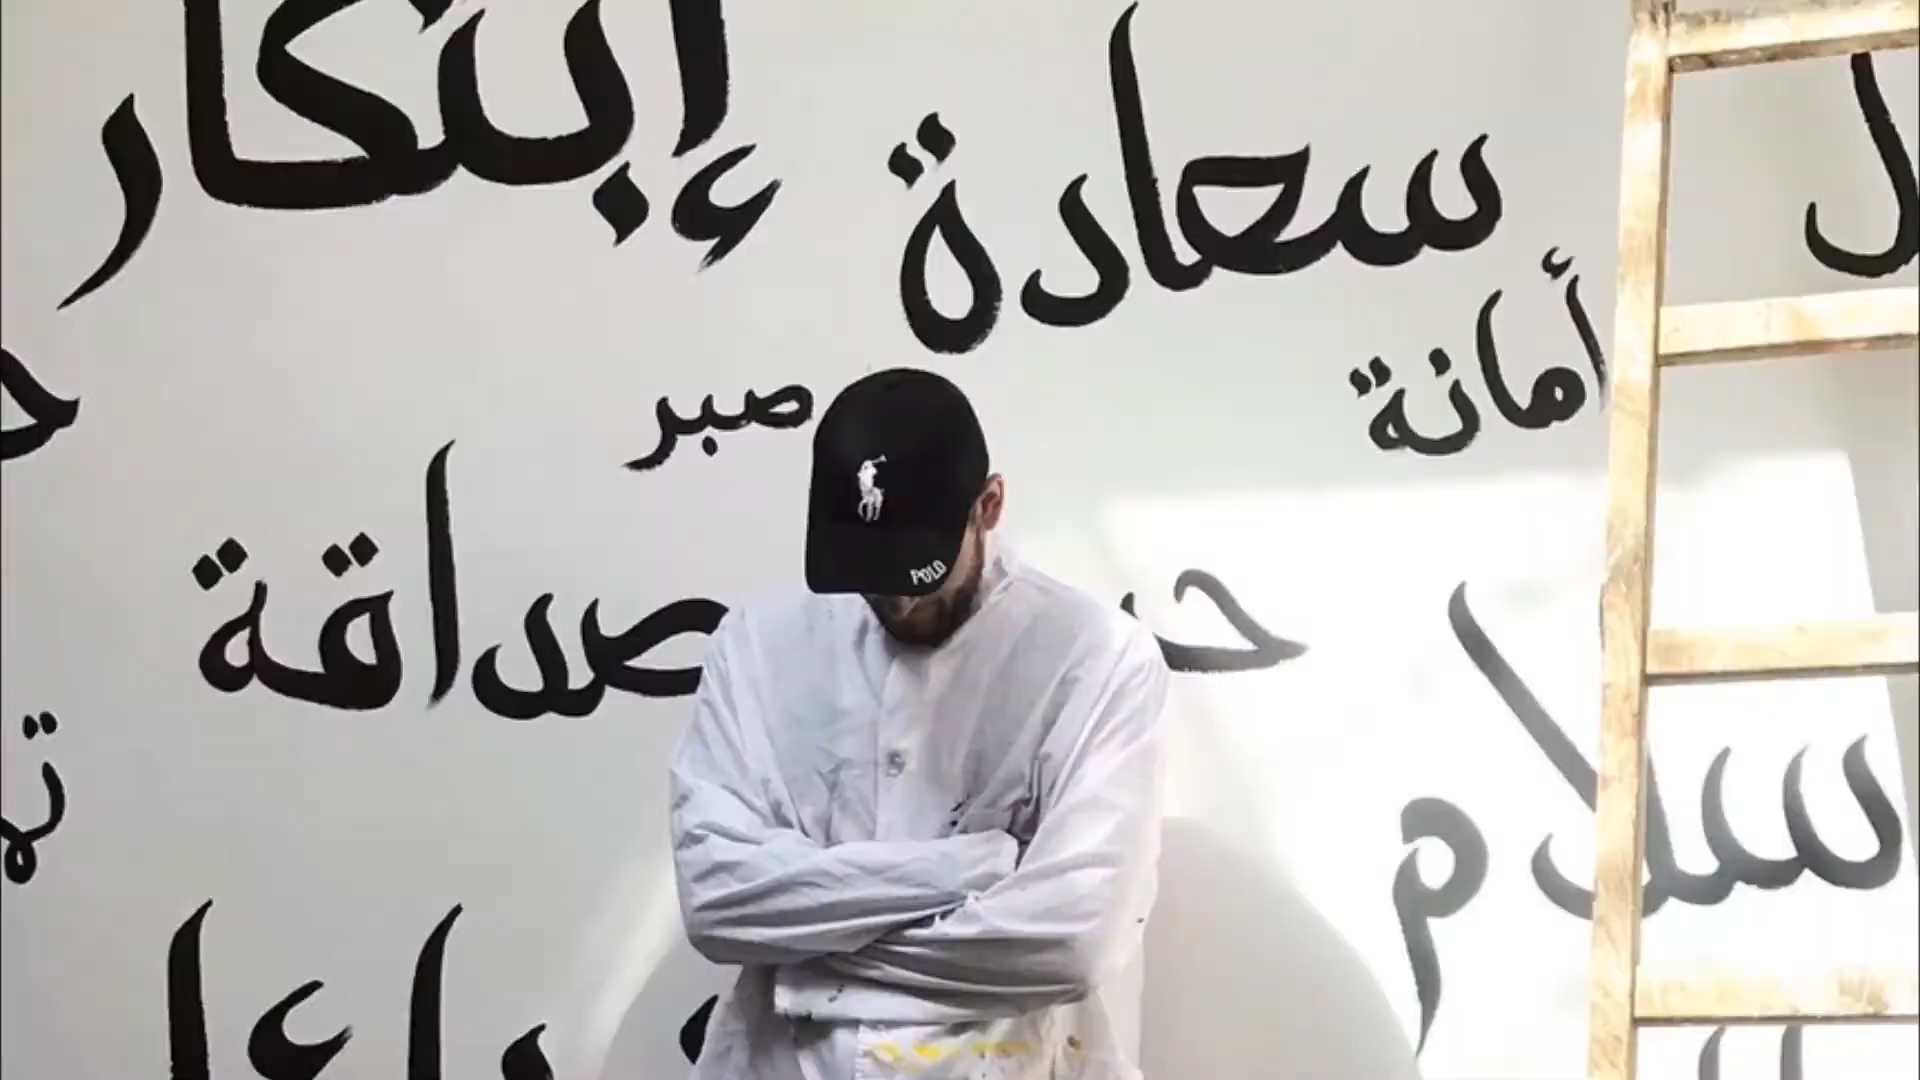 إبتكار
سعادة
أمانة
صبر
POLO
صداقة
سلام